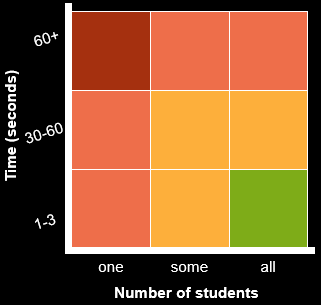 Time (seconds)
60+
30-60
1-3
one some all
Number of students